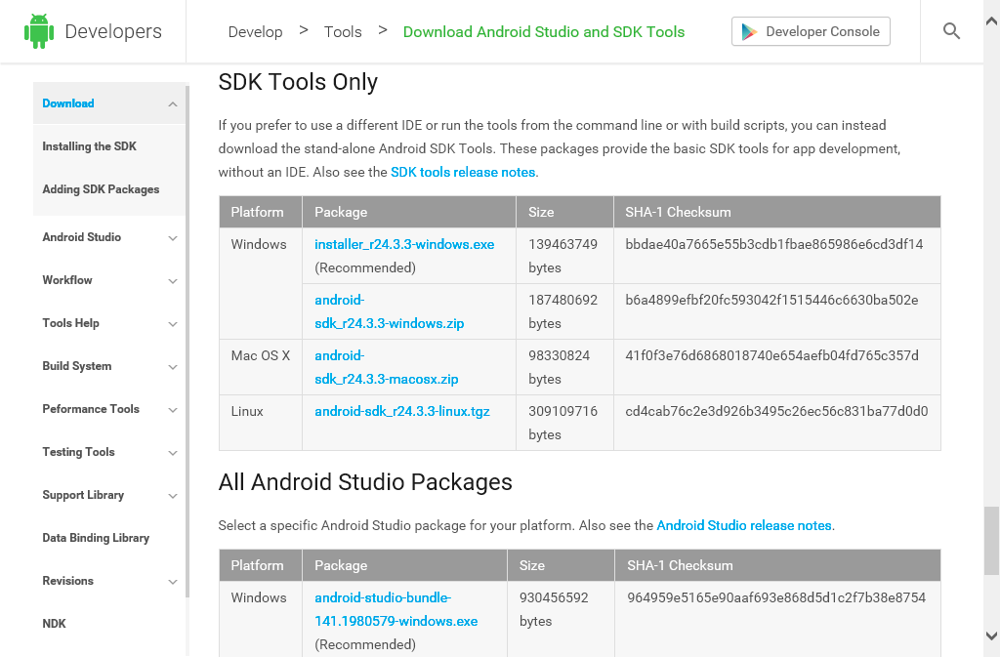 Developers
Develop > Tools > Download Android Studio and SDK Tools
Developer Console
Download
Installing the SDK
Adding SDK Packages
Android Studio
Workflow
Tools Help
Build System
Peformance Tools
Testing Tools
Support Library
Data Binding Library
Revisions
NDK
SDK Tools Only
If you prefer to use a different IDE or run the tools from the command line or with build scripts, you can instead
download the stand-alone Android SDK Tools. These packages provide the basic SDK tools for app development,
without an IDE. Also see the SDK tools release notes.
Platform Package Size SHA-1 Checksum
Windows installer_r24.3.3-windows.exe 139463749 bbdae40a7665e55b3cdb1fbae865986e6cd3df14
(Recommended) bytes
android- 187480692 b6a4899efbf20fc593042f1515446c6630ba502e
sdk_r24.3.3-windows.zip bytes
Mac OS X android- 98330824 41f0f3e76d6868018740e654aefb04fd765c357d
sdk_r24.3.3-macosx.zip bytes
Linux android-sdk_r24.3.3-linux.tgz 309109716 cd4cab76c2e3d926b3495c26ec56c831ba77d0d0
bytes
All Android Studio Packages
Select a specific Android Studio package for your platform. Also see the Android Studio release notes.
Platform Package Size SHA-1 Checksum
Windows android-studio-bundle- 930456592 964959e5165e90aaf693e868d5d1c2f7b38e8754
141.1980579-windows.exe bytes
(Recommended)